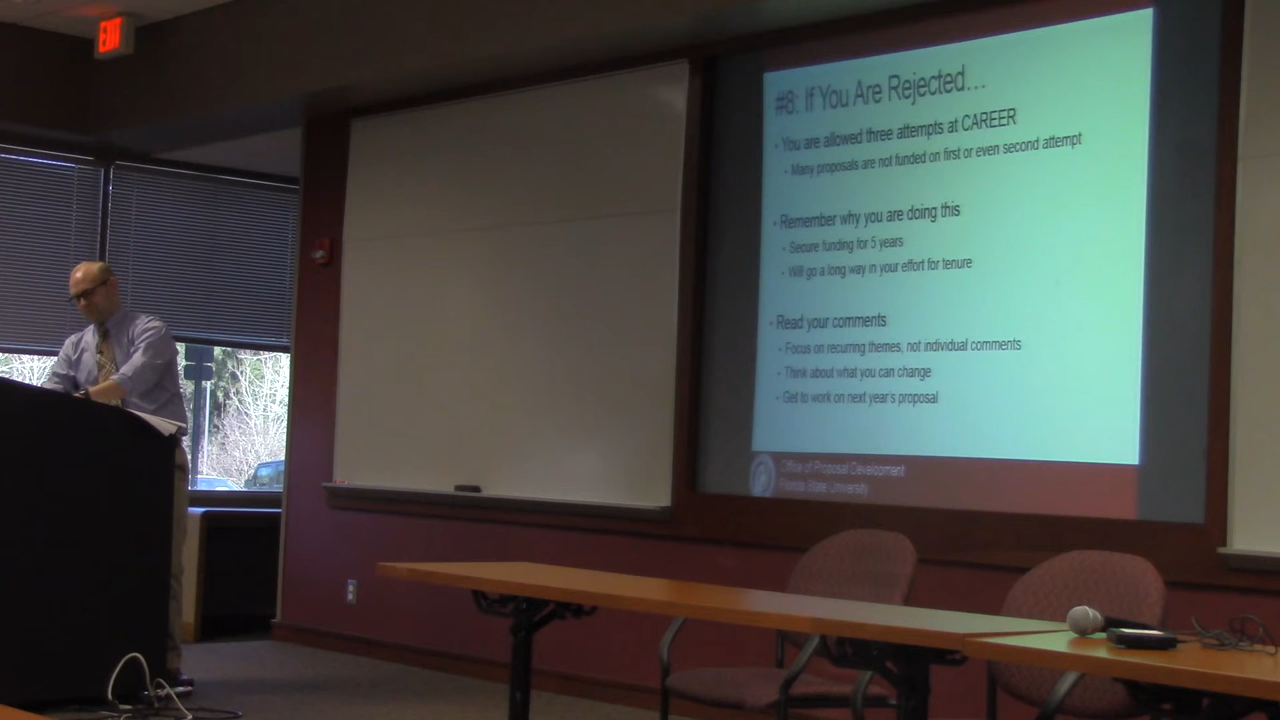 EXIT
#8: If You Are Rejected...
• You are allowed three attempts at CAREER
• Many proposals are not funded on first or even second attempt
• Remember why you are doing this
• Secure funding for 5 years
• Will go a long way in your effort for tenure
• Read your comments
• Focus on recurring themes, not individual comments
• Think about what you can change
• Get to work on next year's proposal
Office of Proposal Development
Florida State University